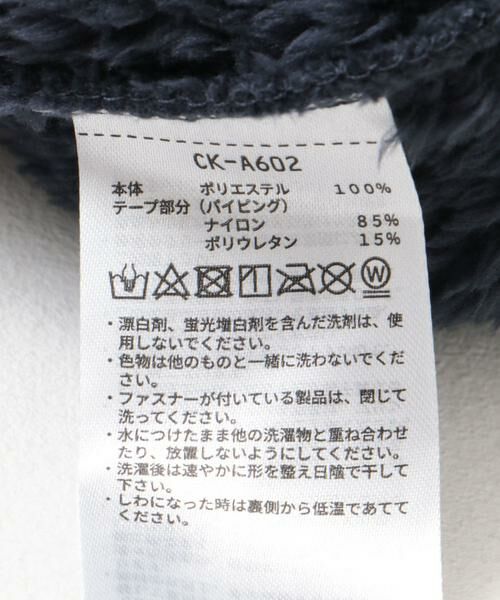 CK-A602
本体 ポリエステル 100%
テープ部分（パイピング）
ナイロン 85%
ポリウレタン 15%
W
・漂白剤、蛍光増白剤を含んだ洗剤は、使
用しないでください。
・色物は他のものと一緒に洗わないでくだ
さい。
・ファスナーが付いている製品は、閉じて
洗ってください。
・水につけたまま他の洗濯物と重ね合わせ
たり、放置しないようにしてください。
・洗濯後は速やかに形を整え日陰で干して
下さい。
・しわになった時は裏側から低温であてて
ください。